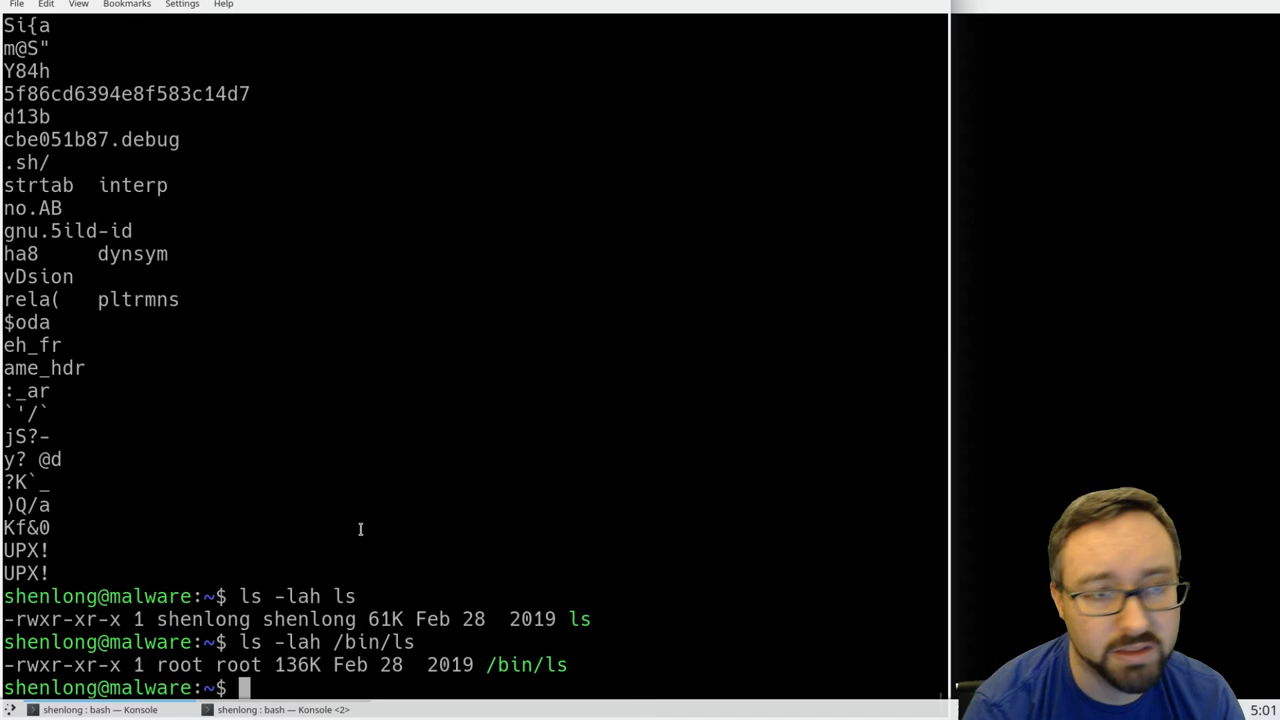 File Edit View Bookmarks Settings Help
Si{a
m@S"
Y84h
5f86cd6394e8f583c14d7
d13b
cbe051b87.debug
.sh/
strtab  interp
no.AB
gnu.5ild-id
ha8     dynsym
vDsion
rela(   pltrmns
$oda
eh_fr
ame_hdr
:_ar
`'/`
jS?-
y? @d
?K`_
)Q/a
Kf&0
UPX!
UPX!
shenlong@malware:~$ ls -lah ls
-rwxr-xr-x 1 shenlong shenlong 61K Feb 28  2019 ls
shenlong@malware:~$ ls -lah /bin/ls
-rwxr-xr-x 1 root root 136K Feb 28  2019 /bin/ls
shenlong@malware:~$
shenlong : bash — Konsole
shenlong : bash — Konsole <2>
5:01